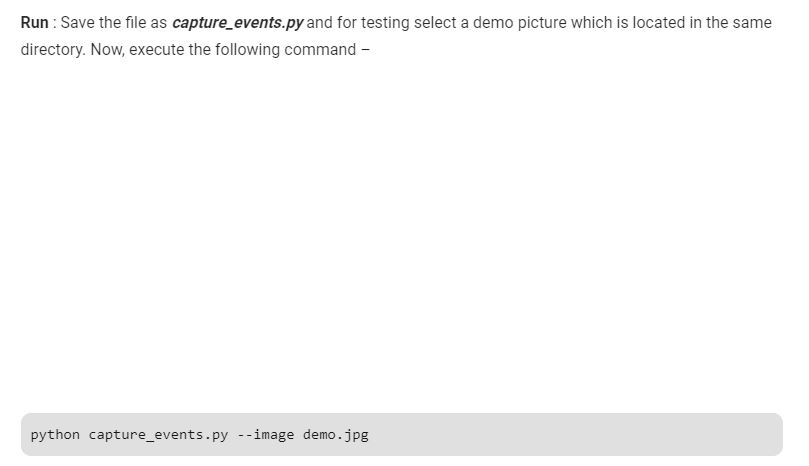 Run : Save the file as capture_events.py and for testing select a demo picture which is located in the same
directory. Now, execute the following command –
python capture_events.py --image demo.jpg